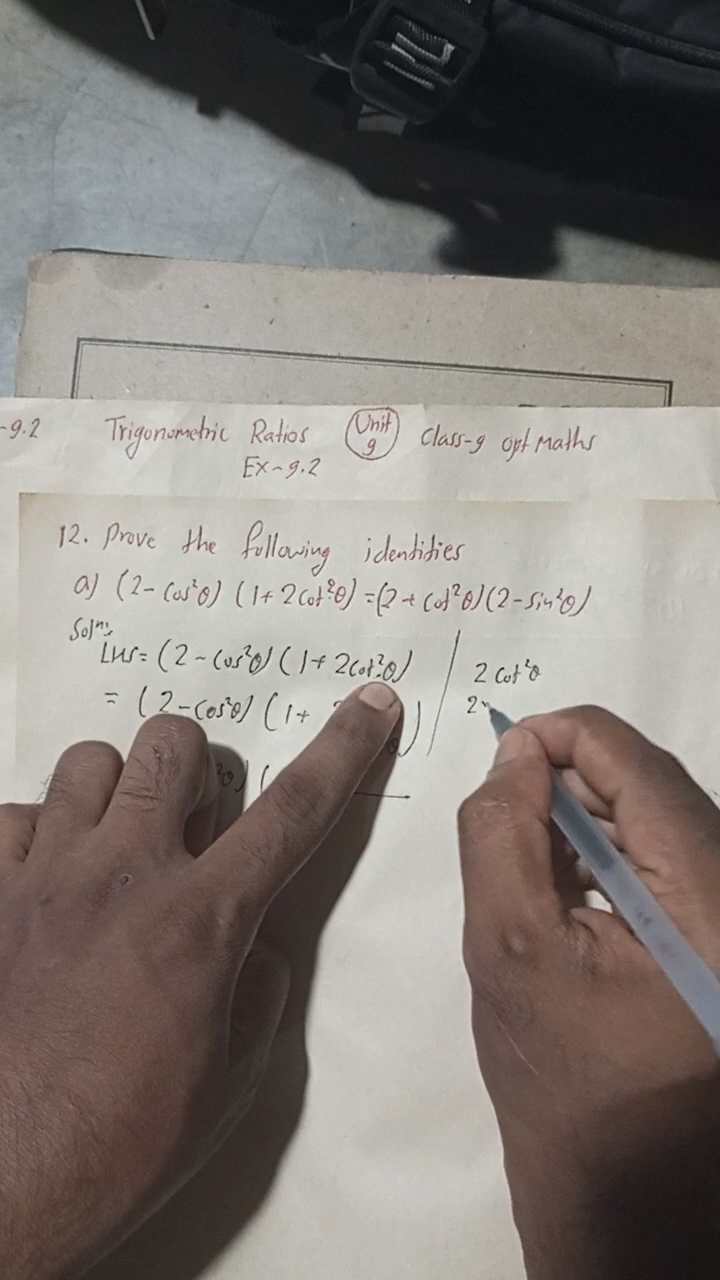 -9.2 Trigonometric Ratios Unit 9 Class-9 opt maths
Ex-9.2
12. Prove the following identities
a) (2-Cos²θ) (1+2Cot²θ) =(2+Cot²θ)(2-Sin²θ)
Solⁿ:
LHS= (2-Cos²θ) (1+2Cot²θ)
= (2-Cos²θ) (1+
2 Cot²θ
2
²θ) (